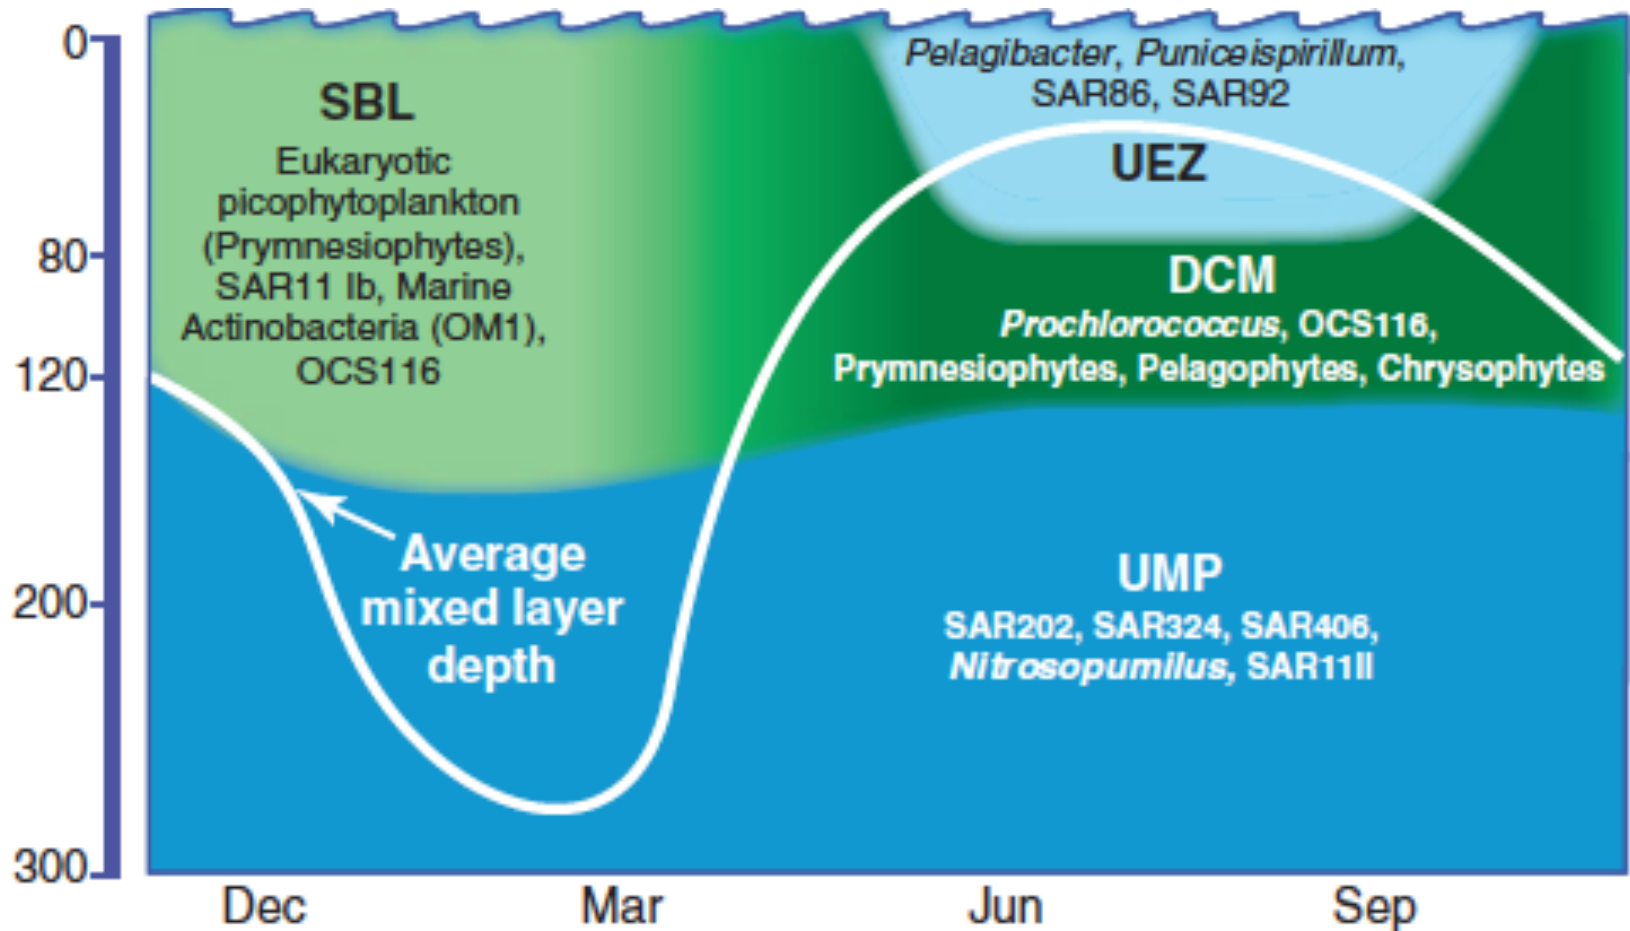 0
80
120
200
300
SBL
Eukaryotic
picophytoplankton
(Prymnesiophytes),
SAR11 Ib, Marine
Actinobacteria (OM1),
OCS116
Pelagibacter, Puniceispirillum,
SAR86, SAR92
UEZ
DCM
Prochlorococcus, OCS116,
Prymnesiophytes, Pelagophytes, Chrysophytes
Average
mixed layer
depth
UMP
SAR202, SAR324, SAR406,
Nitrosopumilus, SAR11II
Dec Mar Jun Sep